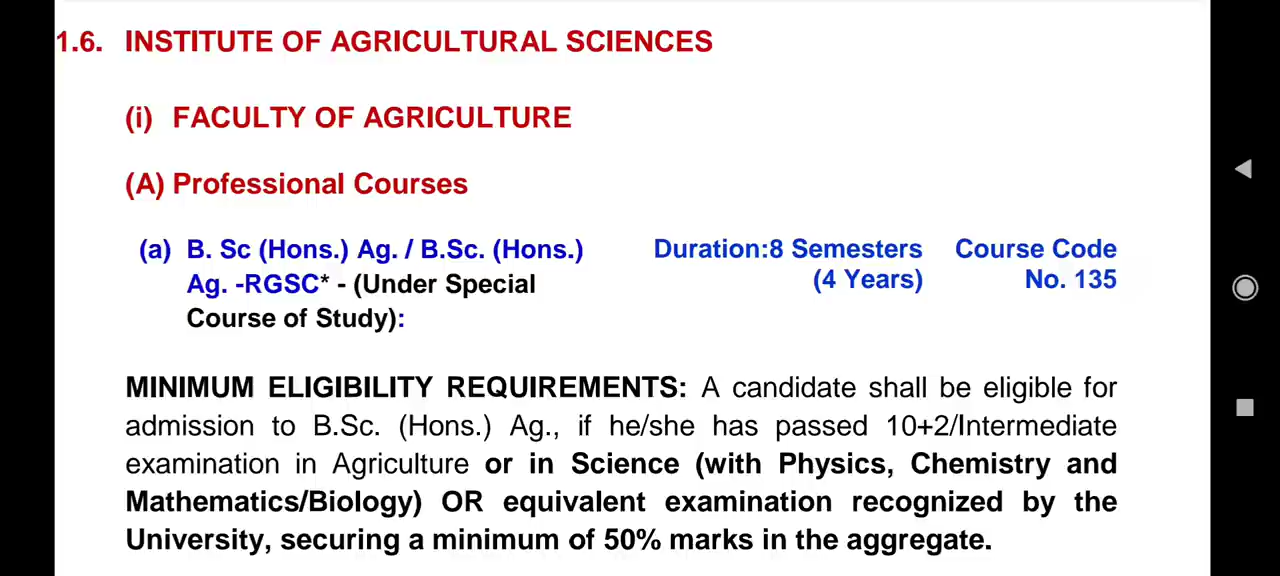 1.6. INSTITUTE OF AGRICULTURAL SCIENCES
(i) FACULTY OF AGRICULTURE
(A) Professional Courses
(a) B. Sc (Hons.) Ag. / B.Sc. (Hons.) Duration:8 Semesters Course Code
Ag. -RGSC* - (Under Special (4 Years) No. 135
Course of Study):
MINIMUM ELIGIBILITY REQUIREMENTS: A candidate shall be eligible for
admission to B.Sc. (Hons.) Ag., if he/she has passed 10+2/Intermediate
examination in Agriculture or in Science (with Physics, Chemistry and
Mathematics/Biology) OR equivalent examination recognized by the
University, securing a minimum of 50% marks in the aggregate.